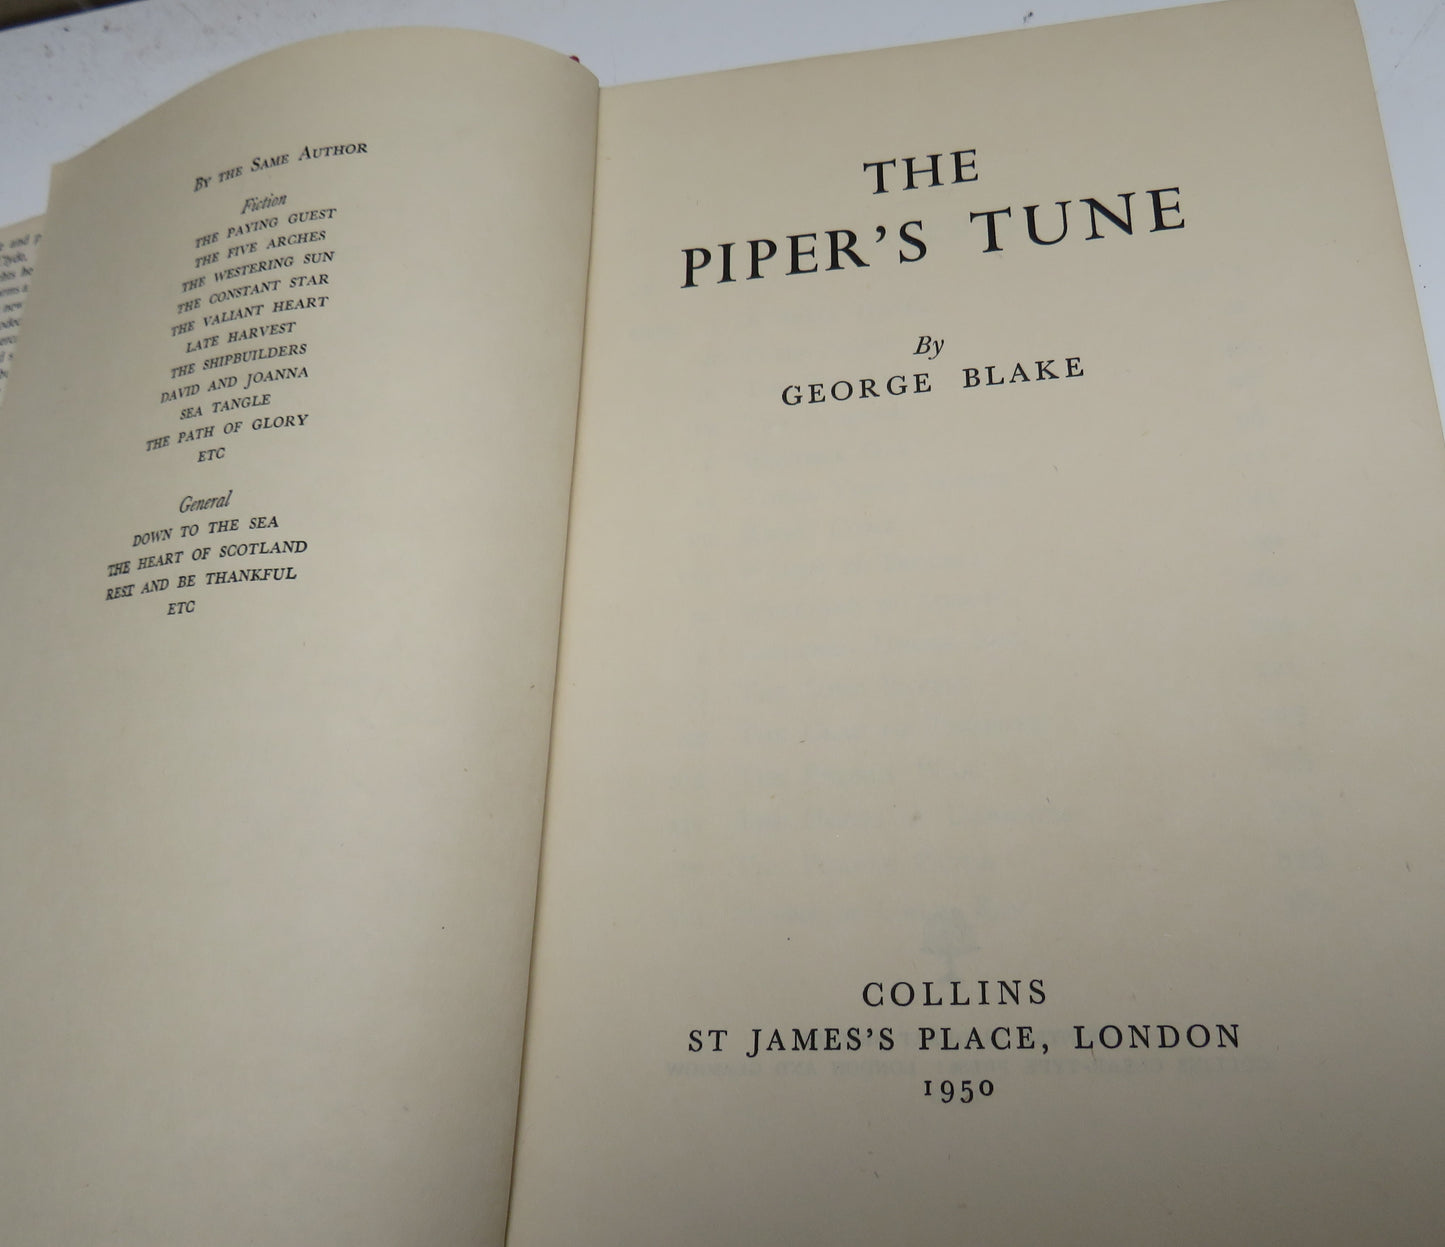 By the Same Author
Fiction
THE PAYING GUEST
THE FIVE ARCHES
THE WESTERING SUN
THE CONSTANT STAR
THE VALIANT HEART
LATE HARVEST
THE SHIPBUILDERS
DAVID AND JOANNA
SEA TANGLE
THE PATH OF GLORY
ETC
General
DOWN TO THE SEA
THE HEART OF SCOTLAND
REST AND BE THANKFUL
ETC
THE
PIPER'S TUNE
By
GEORGE BLAKE
COLLINS
ST JAMES'S PLACE, LONDON
1950
and p
new